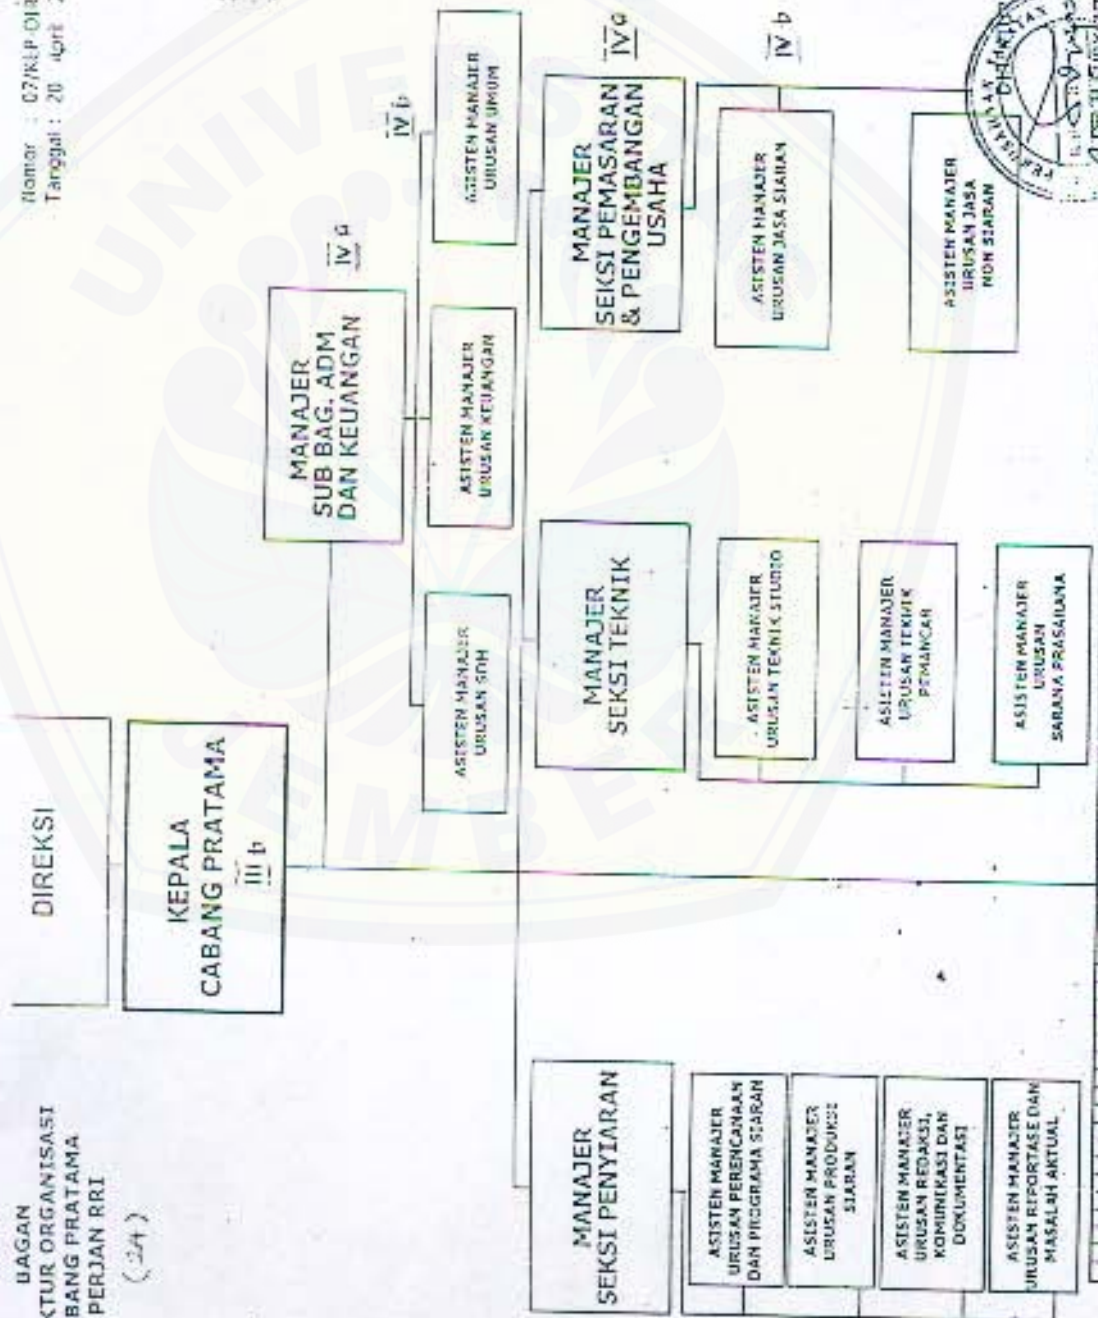 BAGAN
KTUR ORGANISASI
BANG PRATAMA
PERJAN RRI
(24)
Nomor : 07/KEP
Tanggal : 20 April
DIREKSI
KEPALA
CABANG PRATAMA
III b
MANAJER
SUB BAG. ADM
DAN KEUANGAN
IV a
IV b
ASISTEN MANAJER
URUSAN SDM
ASISTEN MANAJER
URUSAN KEUANGAN
ASISTEN MANAJER
URUSAN UMUM
MANAJER
SEKSI PENYIARAN
MANAJER
SEKSI TEKNIK
MANAJER
SEKSI PEMASARAN
& PENGEMBANGAN
USAHA
IV a
IV b
ASISTEN MANAJER
URUSAN PERENCANAAN
DAN PROGRAMA SIARAN
ASISTEN MANAJER
URUSAN PRODUKSI
SIARAN
ASISTEN MANAJER
URUSAN REDAKSI,
KOMUNIKASI DAN
DOKUMENTASI
ASISTEN MANAJER
URUSAN REPORTASE DAN
MASALAH AKTUAL
ASISTEN MANAJER
URUSAN TEKNIK STUDIO
ASISTEN MANAJER
URUSAN TEKNIK
PEMANCAR
ASISTEN MANAJER
URUSAN
SARANA PRASARANA
ASISTEN MANAJER
URUSAN JASA SIARAN
ASISTEN MANAJER
URUSAN JASA
NON SIARAN
PERUSAHAAN JAWATAN
UNIVERSITAS
JEMBER